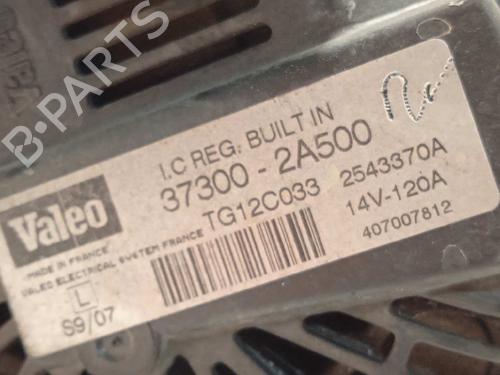 I.C REG. BUILT IN
37300 - 2A500
Valeo
TG12C033 2543370A
14V-120A
MADE IN FRANCE
VALEO ELECTRICAL SYSTEM FRANCE
407007812
L
S9/07
B-PARTS